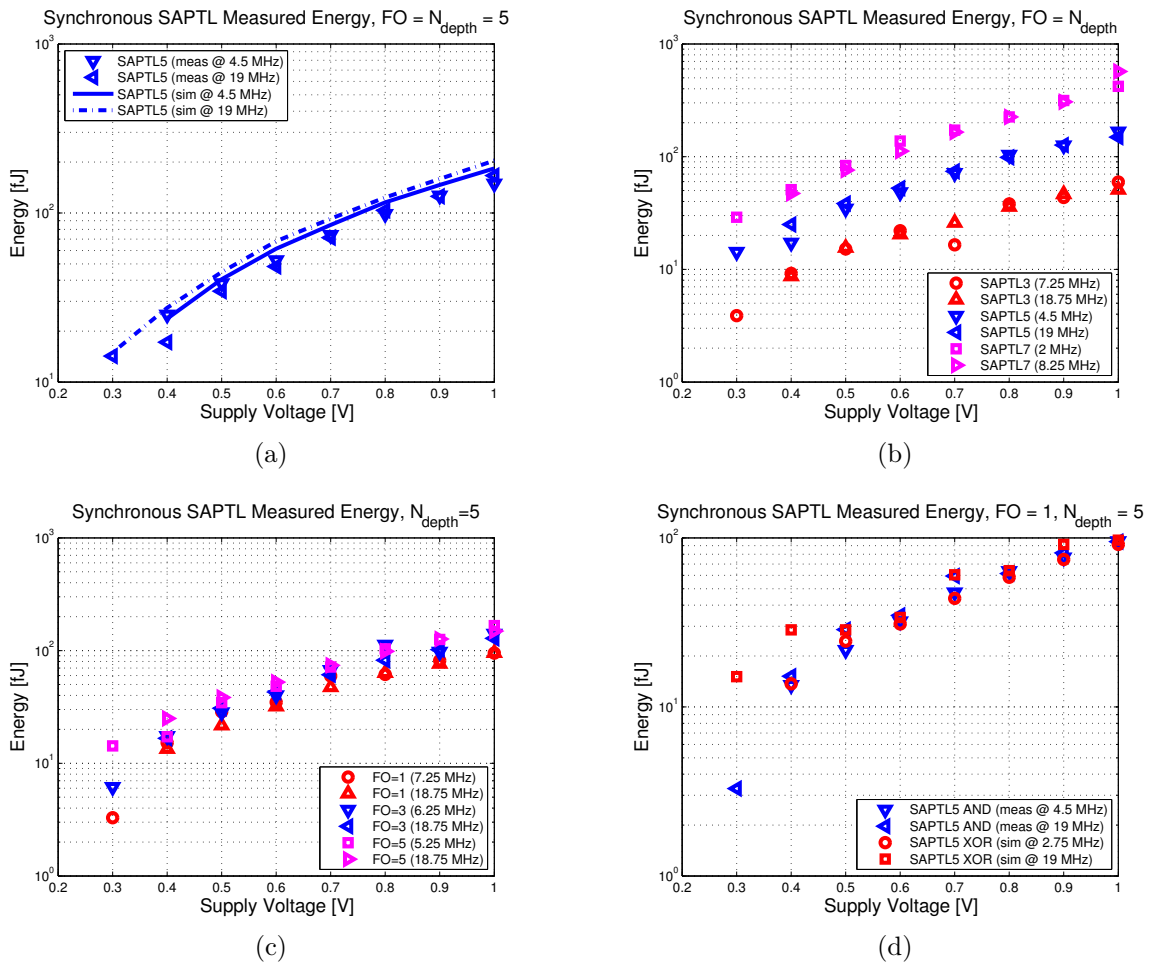 Synchronous SAPTL Measured Energy, FO = N_depth = 5
10^3
10^2
10^1
Energy [fJ]
SAPTL5 (meas @ 4.5 MHz)
SAPTL5 (meas @ 19 MHz)
SAPTL5 (sim @ 4.5 MHz)
SAPTL5 (sim @ 19 MHz)
0.2 0.3 0.4 0.5 0.6 0.7 0.8 0.9 1
Supply Voltage [V]
(a)
Synchronous SAPTL Measured Energy, FO = N_depth
10^3
10^2
10^1
10^0
Energy [fJ]
SAPTL3 (7.25 MHz)
SAPTL3 (18.75 MHz)
SAPTL5 (4.5 MHz)
SAPTL5 (19 MHz)
SAPTL7 (2 MHz)
SAPTL7 (8.25 MHz)
0.2 0.3 0.4 0.5 0.6 0.7 0.8 0.9 1
Supply Voltage [V]
(b)
Synchronous SAPTL Measured Energy, N_depth=5
10^3
10^2
10^1
10^0
Energy [fJ]
FO=1 (7.25 MHz)
FO=1 (18.75 MHz)
FO=3 (6.25 MHz)
FO=3 (18.75 MHz)
FO=5 (5.25 MHz)
FO=5 (18.75 MHz)
0.2 0.3 0.4 0.5 0.6 0.7 0.8 0.9 1
Supply Voltage [V]
(c)
Synchronous SAPTL Measured Energy, FO = 1, N_depth = 5
10^2
10^1
10^0
Energy [fJ]
SAPTL5 AND (meas @ 4.5 MHz)
SAPTL5 AND (meas @ 19 MHz)
SAPTL5 XOR (sim @ 2.75 MHz)
SAPTL5 XOR (sim @ 19 MHz)
0.2 0.3 0.4 0.5 0.6 0.7 0.8 0.9 1
Supply Voltage [V]
(d)